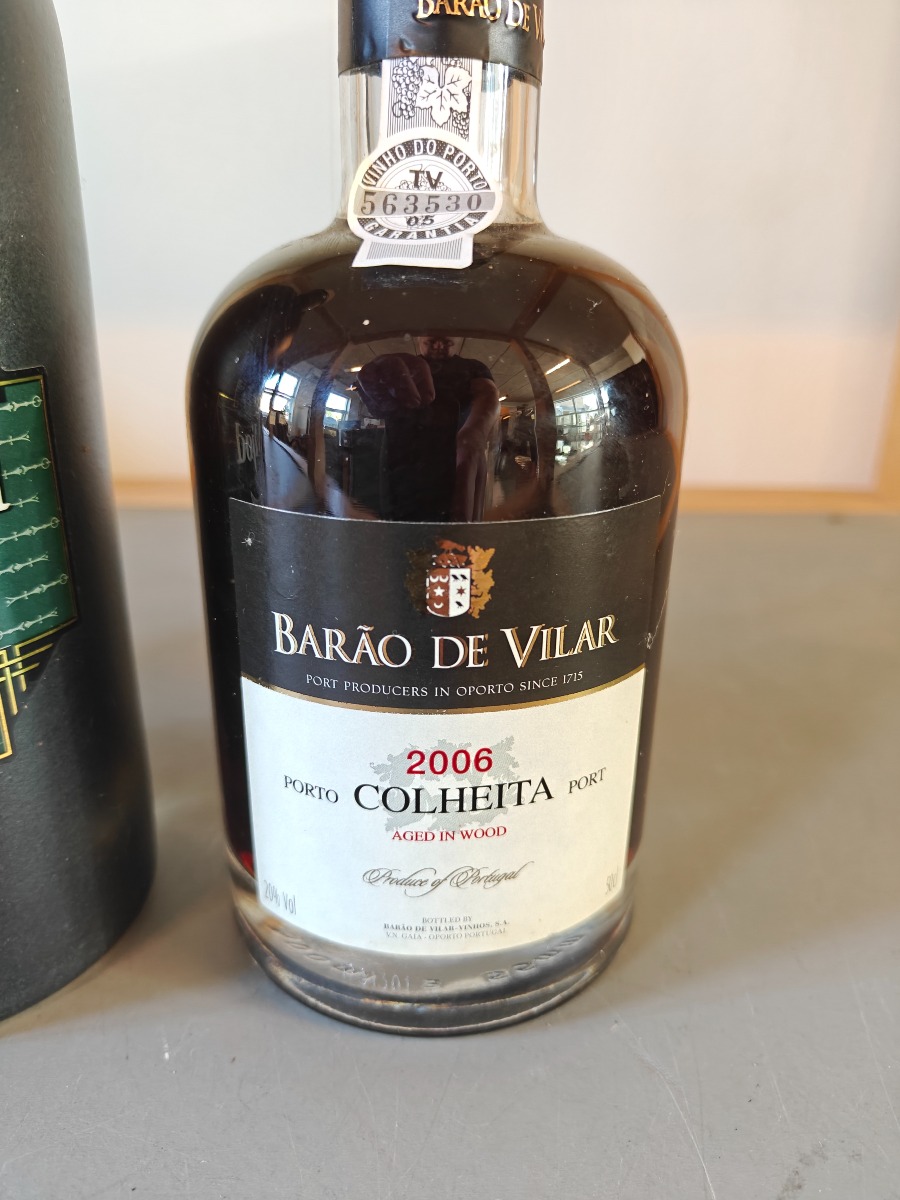 BARÃO DE V
VINHO DO PORTO
TV
563530
05
GARANTIA
BARÃO DE VILAR
PORT PRODUCERS IN OPORTO SINCE 1715
2006
PORTO COLHEITA PORT
AGED IN WOOD
Produce of Portugal
20% Vol
50cl
BOTTLED BY
BARÃO DE VILAR-VINHOS, S.A.
V.N. GAIA - OPORTO PORTUGAL